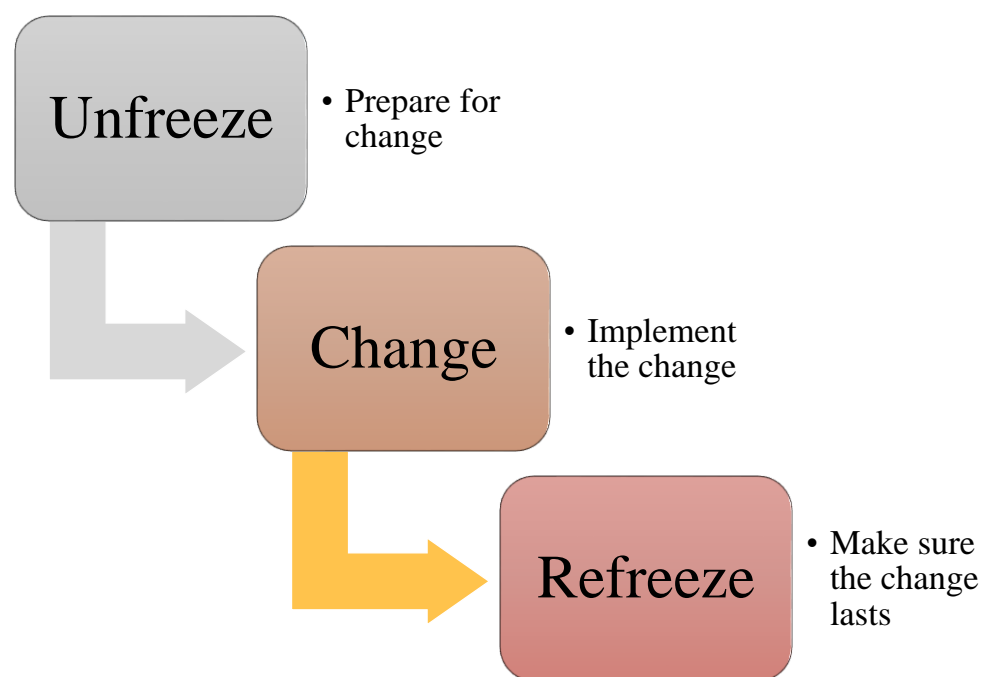 Unfreeze
• Prepare for
change
Change
• Implement
the change
Refreeze
• Make sure
the change
lasts